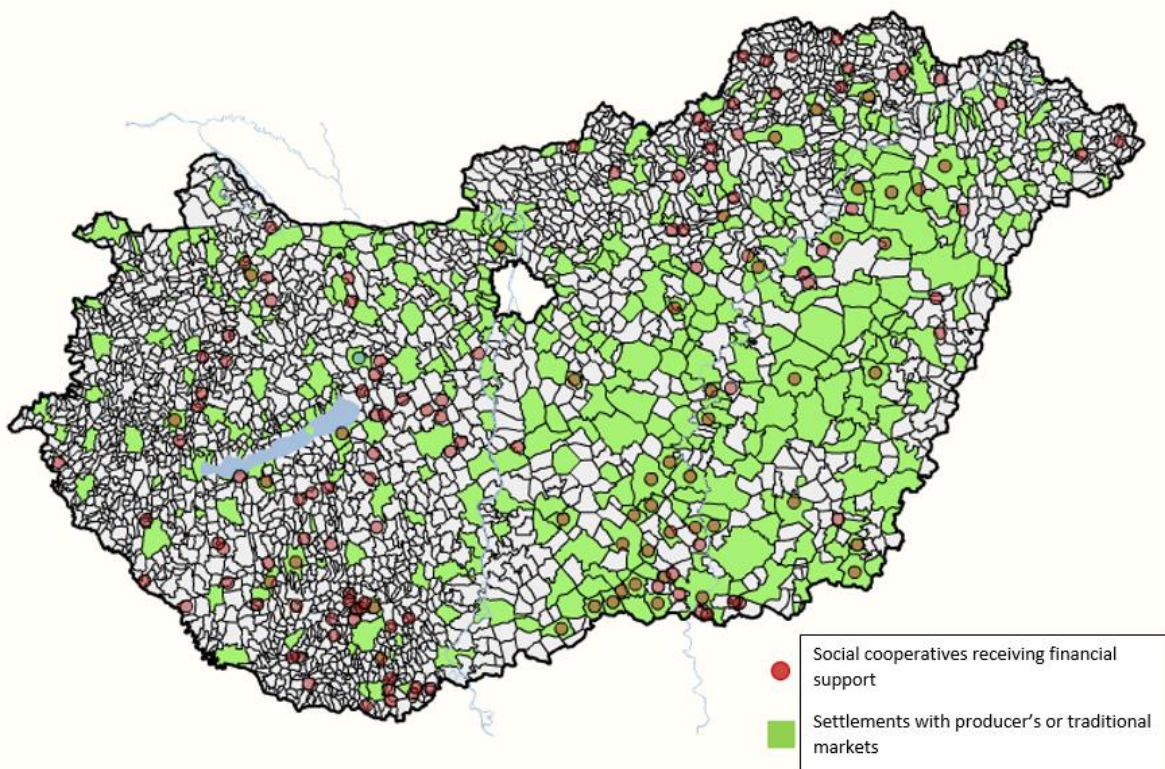 Social cooperatives receiving financial
support
Settlements with producer's or traditional
markets